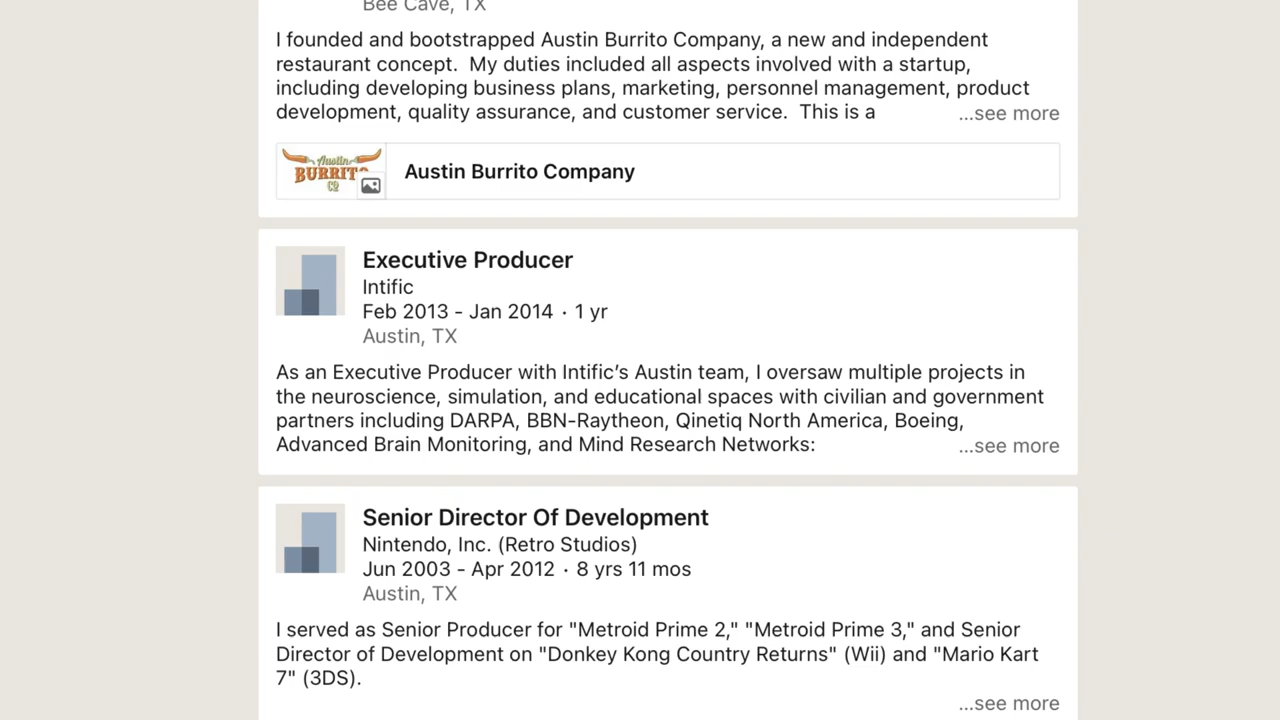 Bee Cave, TX
I founded and bootstrapped Austin Burrito Company, a new and independent
restaurant concept.  My duties included all aspects involved with a startup,
including developing business plans, marketing, personnel management, product
development, quality assurance, and customer service.  This is a ...see more
Austin
BURRITO
CO
Austin Burrito Company
Executive Producer
Intific
Feb 2013 - Jan 2014 · 1 yr
Austin, TX
As an Executive Producer with Intific’s Austin team, I oversaw multiple projects in
the neuroscience, simulation, and educational spaces with civilian and government
partners including DARPA, BBN-Raytheon, Qinetiq North America, Boeing,
Advanced Brain Monitoring, and Mind Research Networks: ...see more
Senior Director Of Development
Nintendo, Inc. (Retro Studios)
Jun 2003 - Apr 2012 · 8 yrs 11 mos
Austin, TX
I served as Senior Producer for "Metroid Prime 2," "Metroid Prime 3," and Senior
Director of Development on "Donkey Kong Country Returns" (Wii) and "Mario Kart
7" (3DS).
...see more